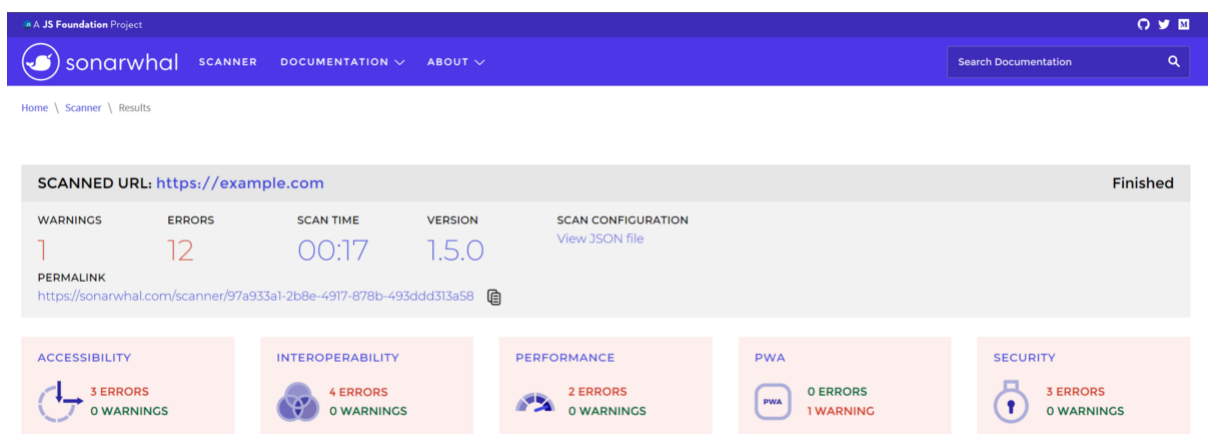 A JS Foundation Project
sonarwhal SCANNER DOCUMENTATION ABOUT Search Documentation
Home \ Scanner \ Results
SCANNED URL: https://example.com Finished
WARNINGS ERRORS SCAN TIME VERSION SCAN CONFIGURATION
View JSON file
1 12 00:17 1.5.0
PERMALINK
https://sonarwhal.com/scanner/97a933a1-2b8e-4917-878b-493ddd313a58
ACCESSIBILITY INTEROPERABILITY PERFORMANCE PWA SECURITY
3 ERRORS 4 ERRORS 2 ERRORS 0 ERRORS 3 ERRORS
PWA
0 WARNINGS 0 WARNINGS 0 WARNINGS 1 WARNING 0 WARNINGS